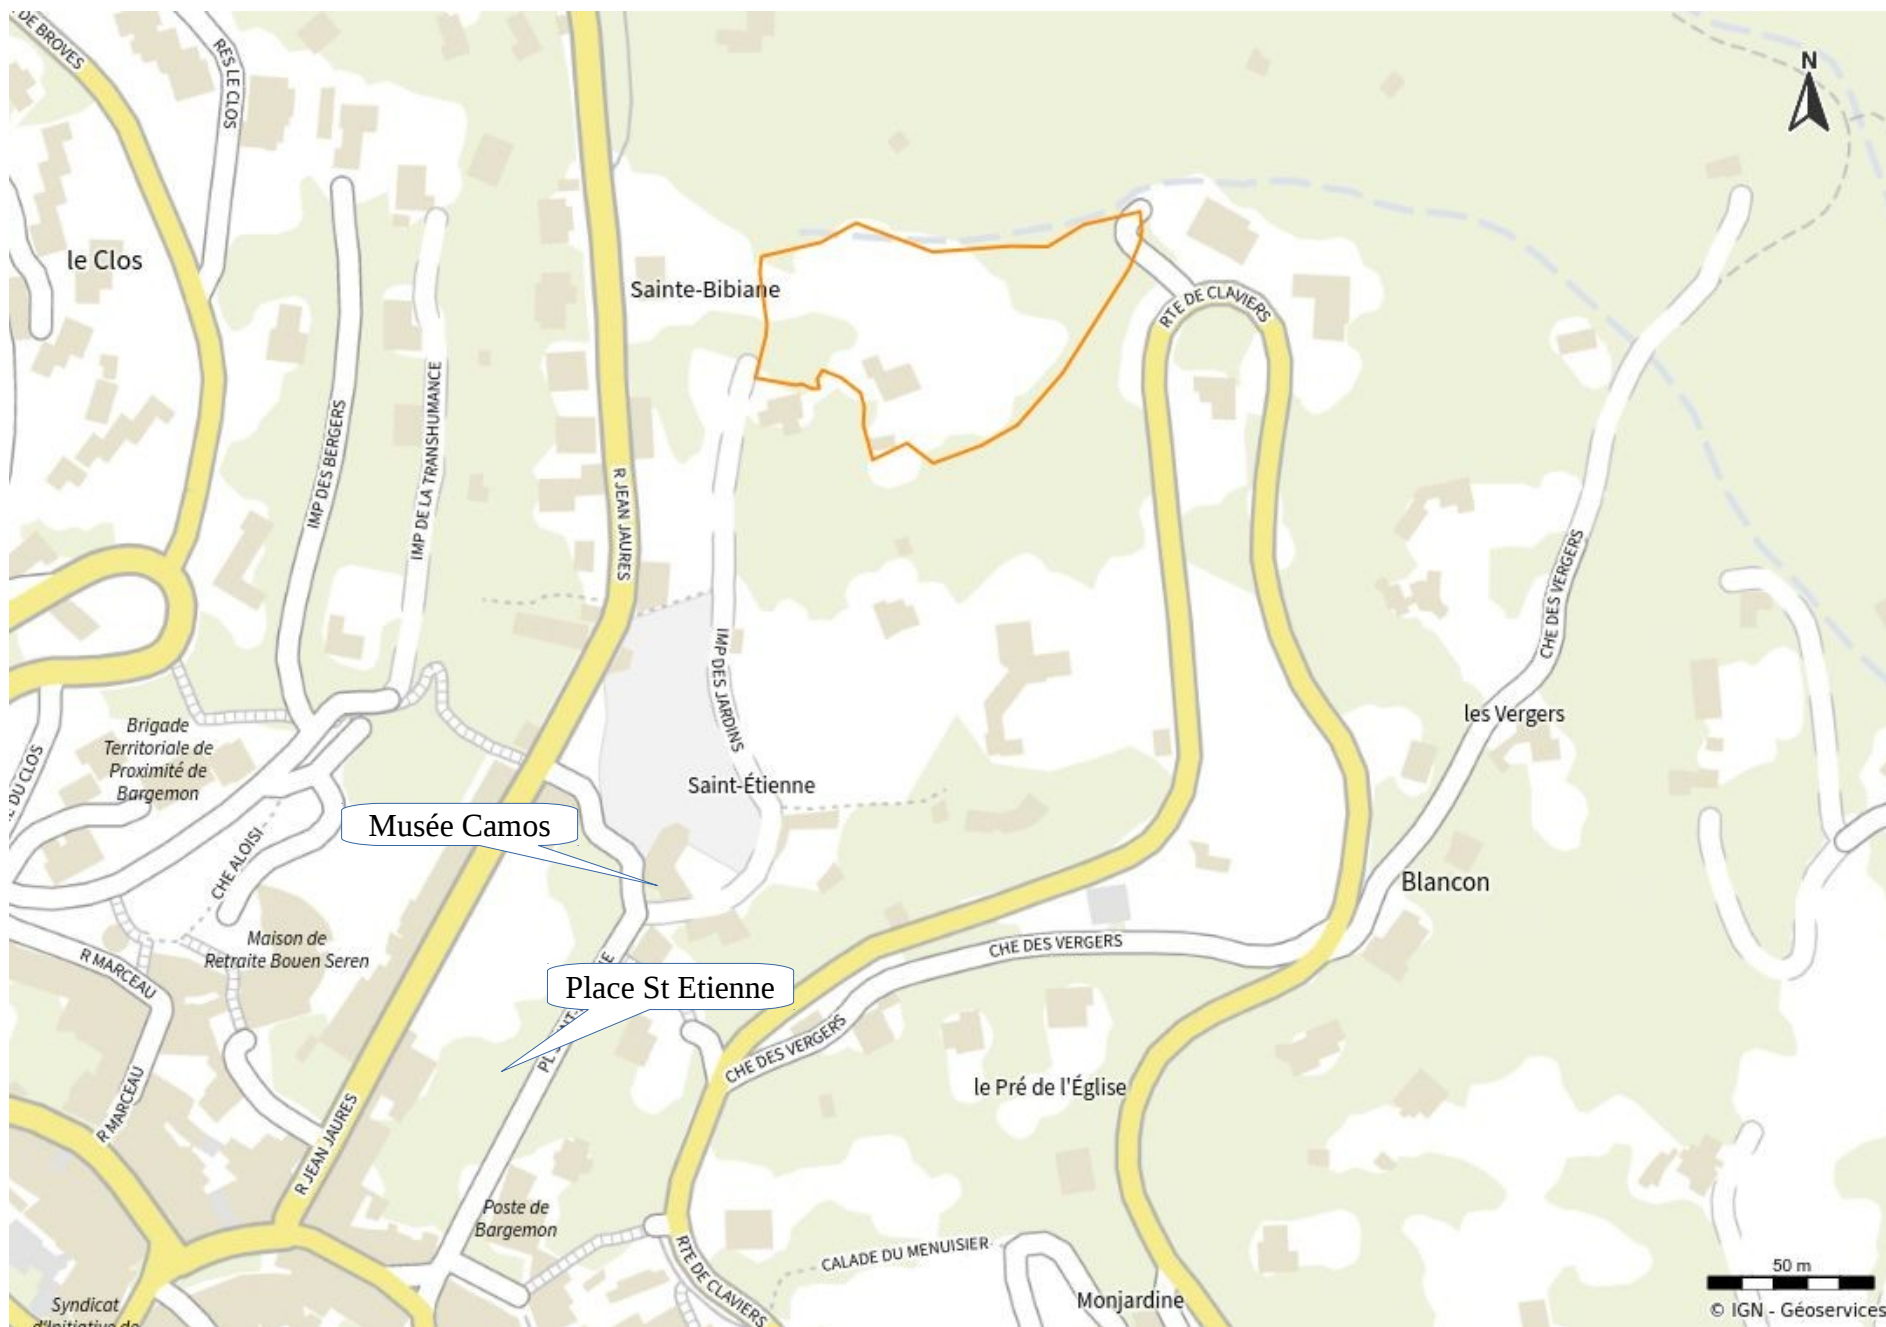 DE BROVES
RES LE CLOS
N
le Clos
Sainte-Bibiane
RTE DE CLAVIERS
IMP DES BERGERS
IMP DE LA TRANSHUMANCE
R JEAN JAURES
CHE DES VERGERS
IMP DES JARDINS
les Vergers
Brigade
Territoriale de
Proximité de
Bargemon
DU CLOS
Saint-Étienne
Musée Camos
CHE ALOISI
Blancon
Maison de
Retraite Bouen Seren
R MARCEAU
CHE DES VERGERS
Place St Etienne
CHE DES VERGERS
R MARCEAU
R JEAN JAURES
le Pré de l'Église
Poste de
Bargemon
RTE DE CLAVIERS
CALADE DU MENUISIER
Monjardine
50 m
© IGN - Géoservices
Syndicat
d'Initiative de